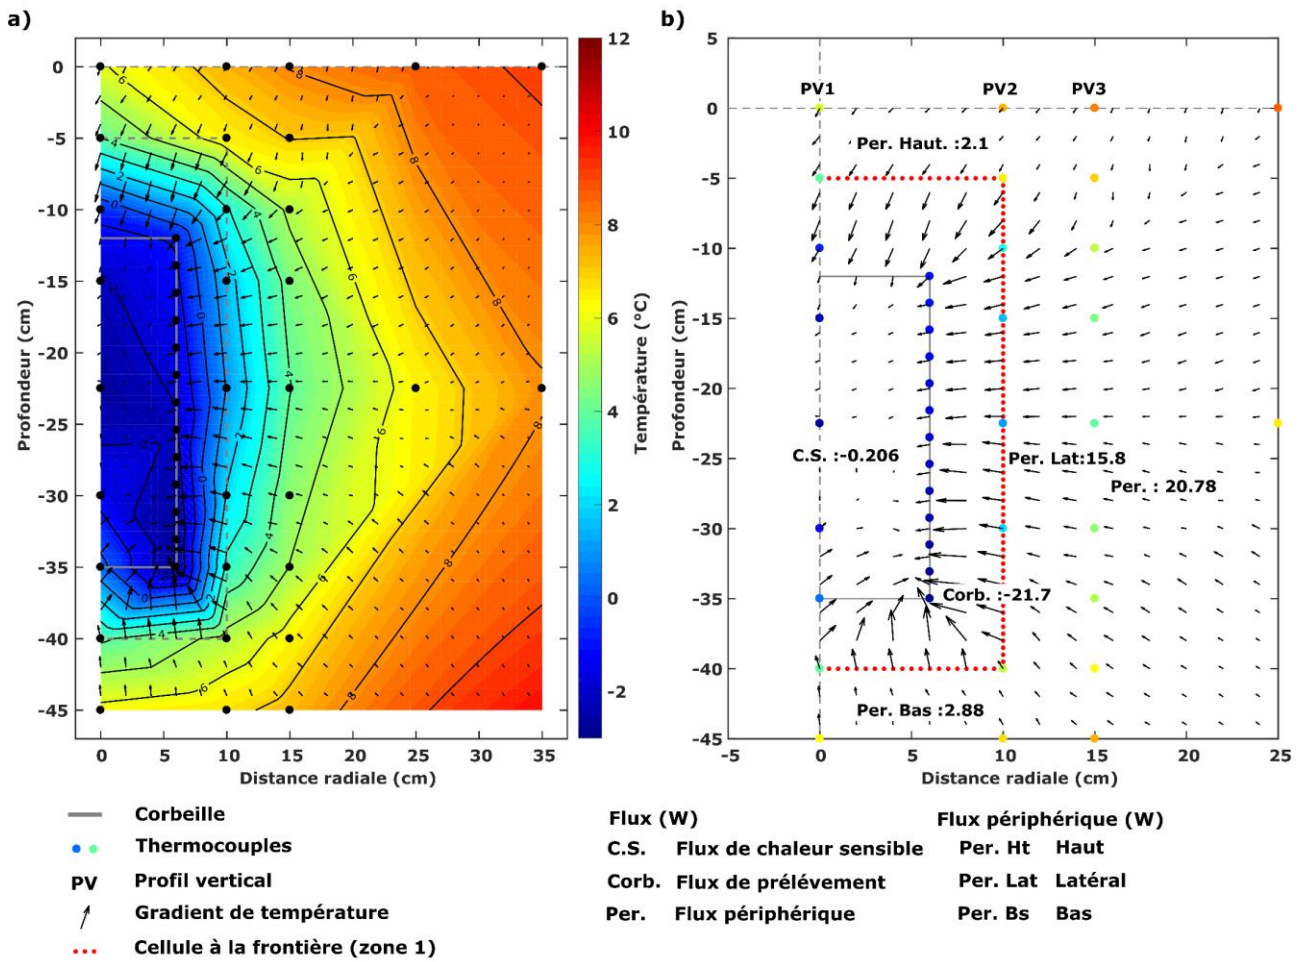 a)
b)
0
-5
-10
-15
-20
-25
-30
-35
-40
-45
Profondeur (cm)
0 5 10 15 20 25 30 35
Distance radiale (cm)
12
10
8
6
4
2
0
-2
Température (°C)
5
0
-5
-10
-15
-20
-25
-30
-35
-40
-45
Profondeur (cm)
PV1 PV2 PV3
Per. Haut. :2.1
C.S. :-0.206
Per. Lat:15.8
Per. : 20.78
Corb. :-21.7
Per. Bas :2.88
-5 0 5 10 15 20 25
Distance radiale (cm)
Corbeille
Thermocouples
PV Profil vertical
Gradient de température
Cellule à la frontière (zone 1)
Flux (W)
C.S. Flux de chaleur sensible
Corb. Flux de prélévement
Per. Flux périphérique
Flux périphérique (W)
Per. Ht Haut
Per. Lat Latéral
Per. Bs Bas